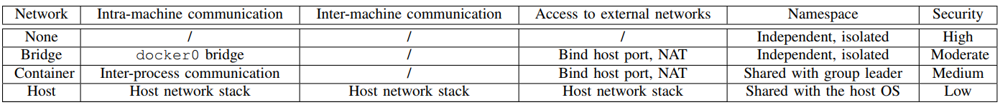 Network Intra-machine communication Inter-machine communication Access to external networks Namespace Security
None / / / Independent, isolated High
Bridge docker0 bridge / Bind host port, NAT Independent, isolated Moderate
Container Inter-process communication / Bind host port, NAT Shared with group leader Medium
Host Host network stack Host network stack Host network stack Shared with the host OS Low